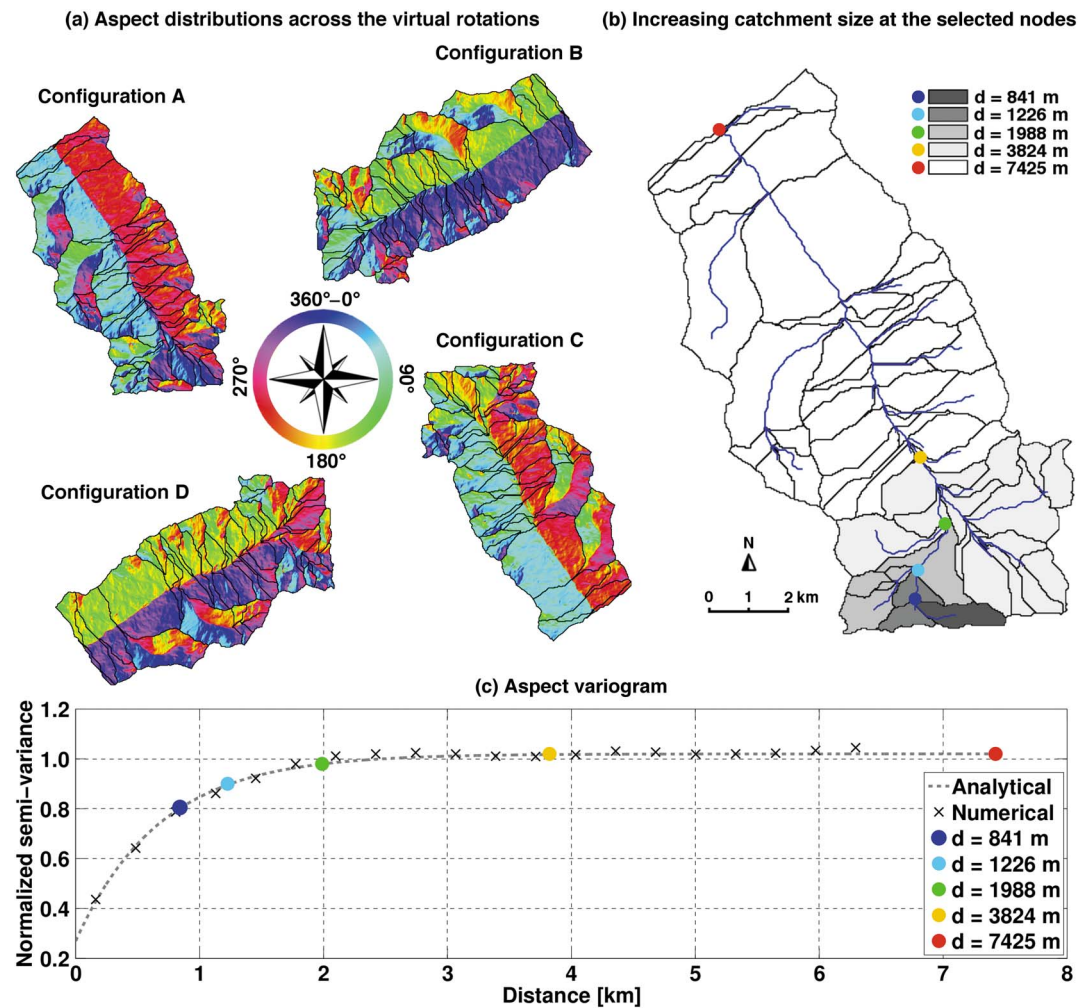 (a) Aspect distributions across the virtual rotations
(b) Increasing catchment size at the selected nodes
Configuration A
Configuration B
360°−0°
270°
90°
180°
Configuration C
Configuration D
d = 841 m
d = 1226 m
d = 1988 m
d = 3824 m
d = 7425 m
N
0 1 2 km
(c) Aspect variogram
Normalized semi−variance
1.2
1.0
0.8
0.6
0.4
0.2
0 1 2 3 4 5 6 7 8
Distance [km]
Analytical
Numerical
d = 841 m
d = 1226 m
d = 1988 m
d = 3824 m
d = 7425 m